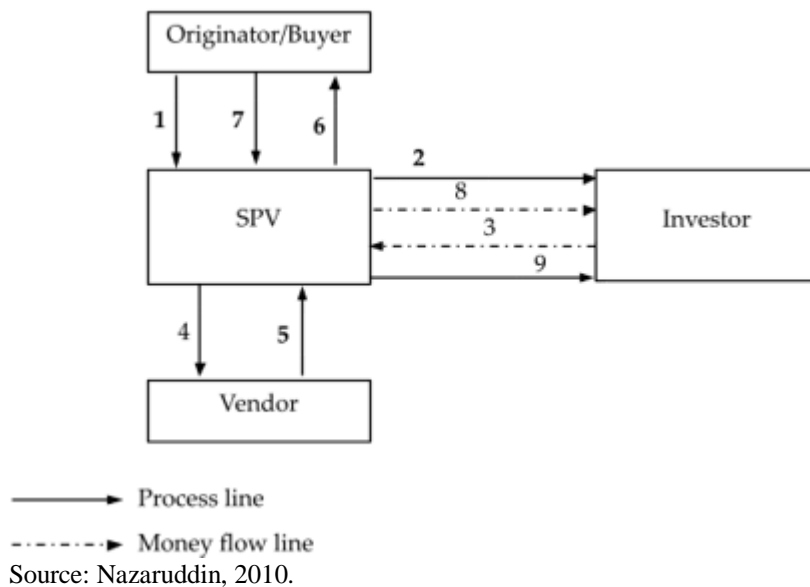 Originator/Buyer
1
7
6
2
SPV
8
Investor
3
9
4
5
Vendor
Process line
Money flow line
Source: Nazaruddin, 2010.